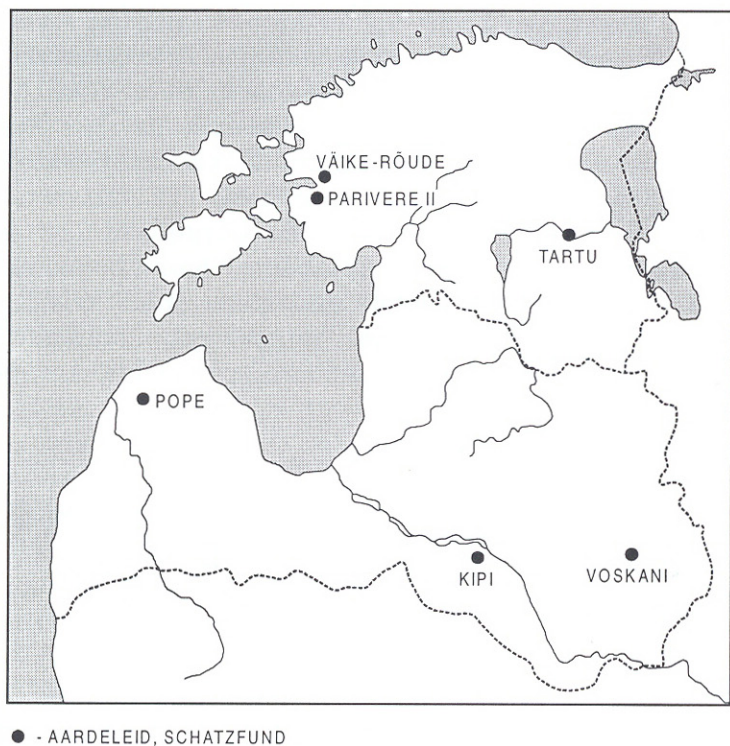 VÄIKE-RÕUDE
PARIVERE II
TARTU
POPE
KIPI
VOSKANI
● - AARDELEID, SCHATZFUND